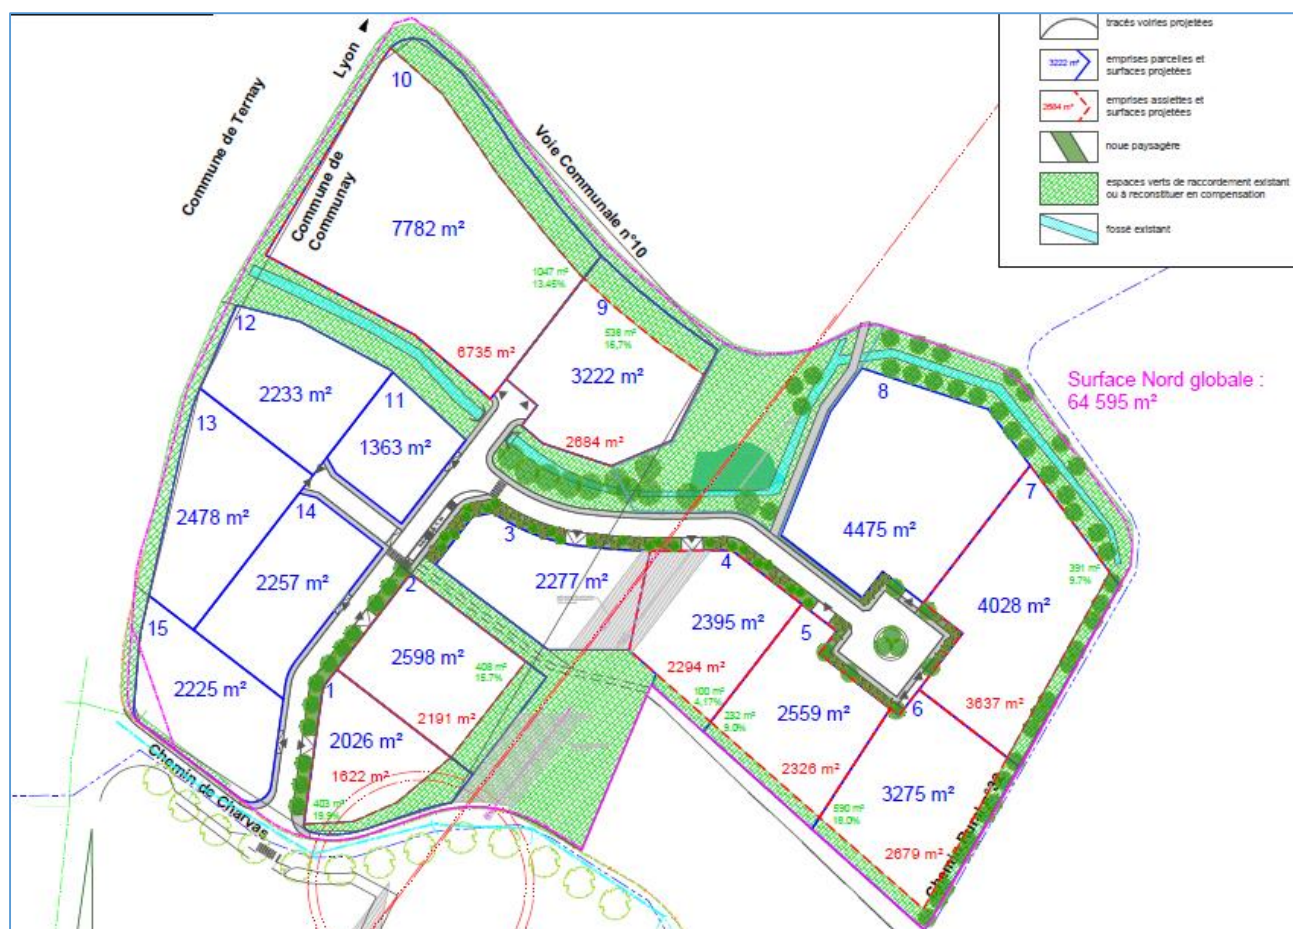 tracés voiries projetées
3222 m²
emprises parcelles et
surfaces projetées
2684 m²
emprises assiettes et
surfaces projetées
noue paysagère
espaces verts de raccordement existant
ou à reconstituer en compensation
fossé existant
Lyon
Commune de Ternay
Commune de
Communay
Voie Communale n°10
10
7782 m²
1047 m²
13.45%
6735 m²
9
538 m²
16,7%
3222 m²
2684 m²
Surface Nord globale :
64 595 m²
8
4475 m²
7
391 m²
9.7%
4028 m²
3637 m²
12
2233 m²
11
1363 m²
13
2478 m²
14
2257 m²
15
2225 m²
3
2277 m²
4
2395 m²
2294 m²
100 m²
4,17%
2
2598 m²
408 m²
15.7%
2191 m²
5
2559 m²
232 m²
9.0%
2326 m²
6
3275 m²
590 m²
18.0%
2679 m²
1
2026 m²
1622 m²
403 m²
19.9%
Chemin de Charvas